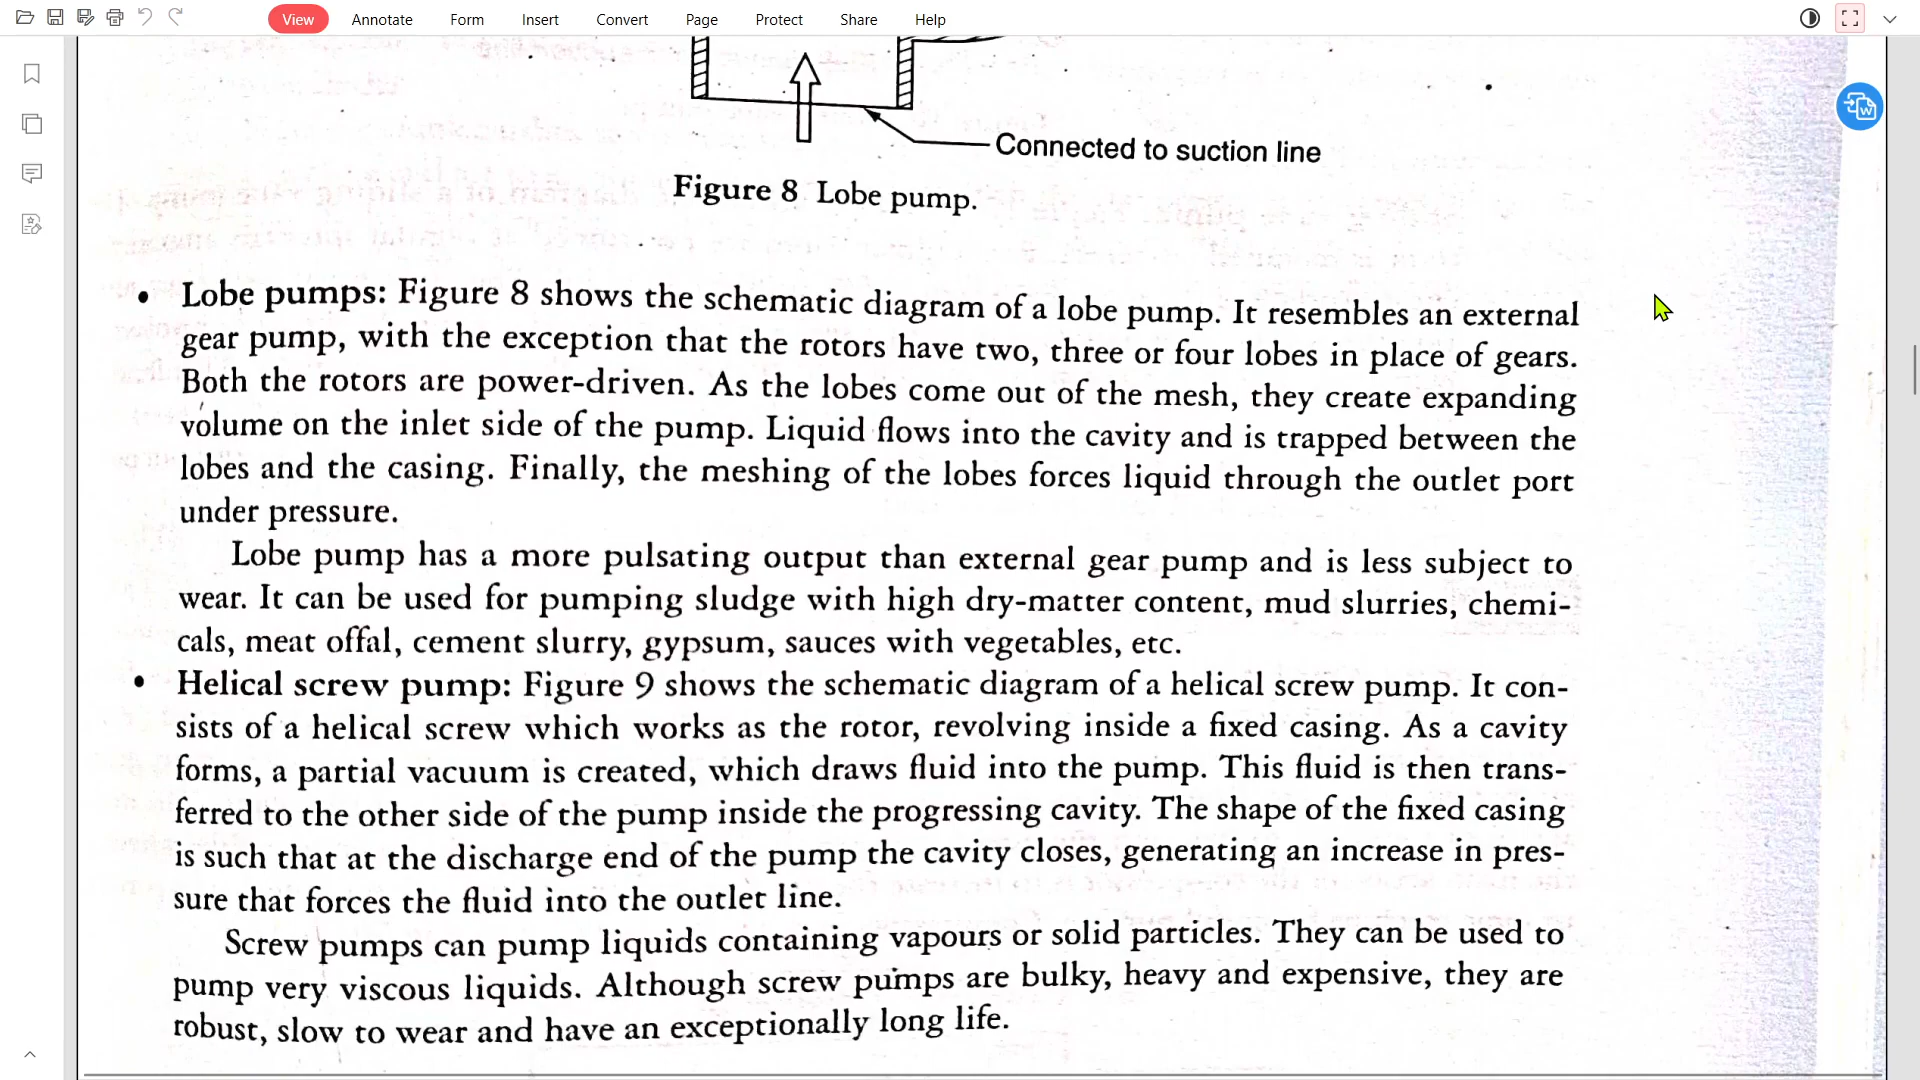 View Annotate Form Insert Convert Page Protect Share Help
Connected to suction line
Figure 8 Lobe pump.
• Lobe pumps: Figure 8 shows the schematic diagram of a lobe pump. It resembles an external
gear pump, with the exception that the rotors have two, three or four lobes in place of gears.
Both the rotors are power-driven. As the lobes come out of the mesh, they create expanding
volume on the inlet side of the pump. Liquid flows into the cavity and is trapped between the
lobes and the casing. Finally, the meshing of the lobes forces liquid through the outlet port
under pressure.
Lobe pump has a more pulsating output than external gear pump and is less subject to
wear. It can be used for pumping sludge with high dry-matter content, mud slurries, chemi-
cals, meat offal, cement slurry, gypsum, sauces with vegetables, etc.
• Helical screw pump: Figure 9 shows the schematic diagram of a helical screw pump. It con-
sists of a helical screw which works as the rotor, revolving inside a fixed casing. As a cavity
forms, a partial vacuum is created, which draws fluid into the pump. This fluid is then trans-
ferred to the other side of the pump inside the progressing cavity. The shape of the fixed casing
is such that at the discharge end of the pump the cavity closes, generating an increase in pres-
sure that forces the fluid into the outlet line.
Screw pumps can pump liquids containing vapours or solid particles. They can be used to
pump very viscous liquids. Although screw pumps are bulky, heavy and expensive, they are
robust, slow to wear and have an exceptionally long life.